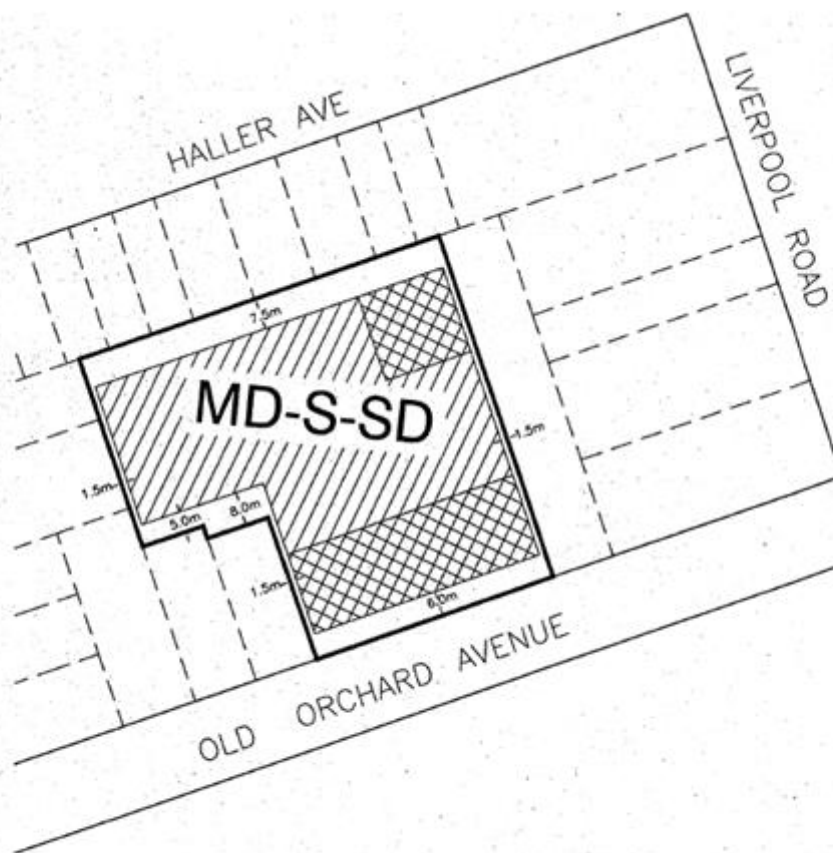 HALLER AVE
LIVERPOOL ROAD
7.5m
MD-S-SD
1.5m
1.5m
5.0m
8.0m
1.5m
6.0m
OLD ORCHARD AVENUE